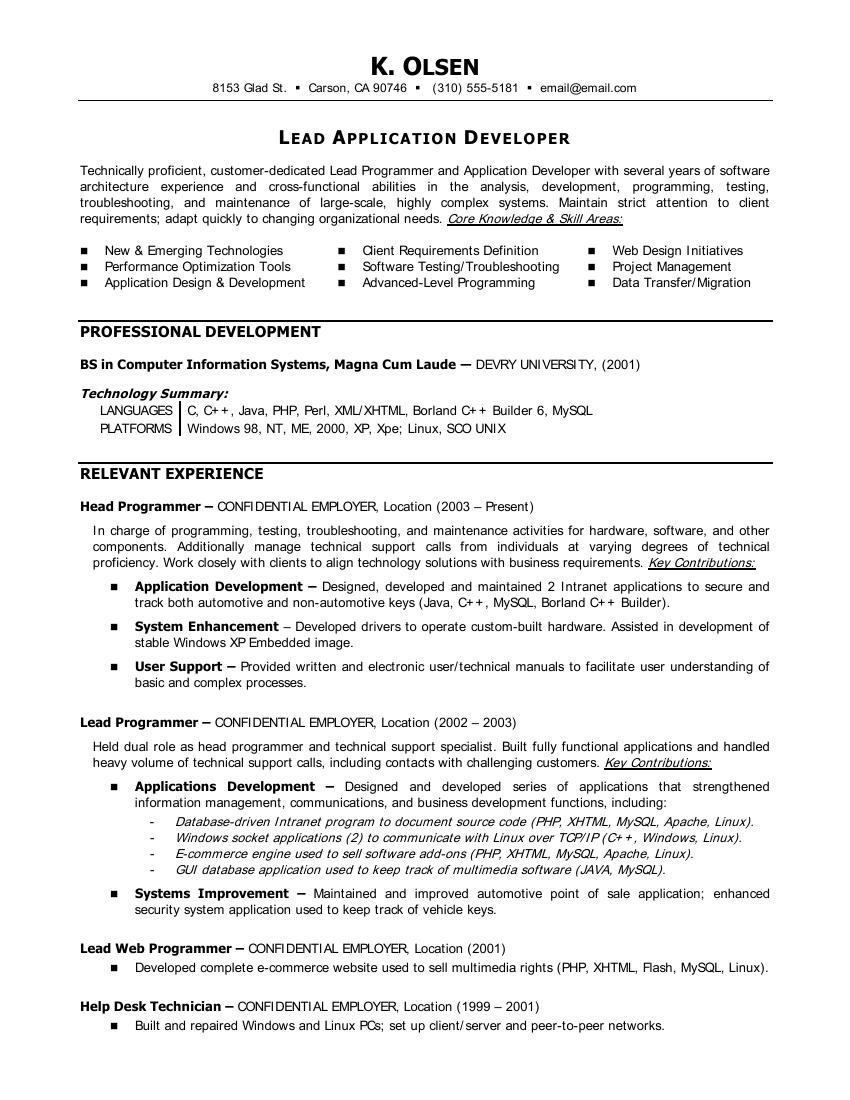 K. OLSEN
8153 Glad St. ▪ Carson, CA 90746 ▪ (310) 555-5181 ▪ email@email.com
LEAD APPLICATION DEVELOPER
Technically proficient, customer-dedicated Lead Programmer and Application Developer with several years of software
architecture experience and cross-functional abilities in the analysis, development, programming, testing,
troubleshooting, and maintenance of large-scale, highly complex systems. Maintain strict attention to client
requirements; adapt quickly to changing organizational needs. Core Knowledge & Skill Areas:
▪ New & Emerging Technologies ▪ Client Requirements Definition ▪ Web Design Initiatives
▪ Performance Optimization Tools ▪ Software Testing/Troubleshooting ▪ Project Management
▪ Application Design & Development ▪ Advanced-Level Programming ▪ Data Transfer/Migration
PROFESSIONAL DEVELOPMENT
BS in Computer Information Systems, Magna Cum Laude — DEVRY UNIVERSITY, (2001)
Technology Summary:
LANGUAGES C, C++, Java, PHP, Perl, XML/XHTML, Borland C++ Builder 6, MySQL
PLATFORMS Windows 98, NT, ME, 2000, XP, Xpe; Linux, SCO UNIX
RELEVANT EXPERIENCE
Head Programmer – CONFIDENTIAL EMPLOYER, Location (2003 – Present)
In charge of programming, testing, troubleshooting, and maintenance activities for hardware, software, and other
components. Additionally manage technical support calls from individuals at varying degrees of technical
proficiency. Work closely with clients to align technology solutions with business requirements. Key Contributions:
▪ Application Development – Designed, developed and maintained 2 Intranet applications to secure and
track both automotive and non-automotive keys (Java, C++, MySQL, Borland C++ Builder).
▪ System Enhancement – Developed drivers to operate custom-built hardware. Assisted in development of
stable Windows XP Embedded image.
▪ User Support – Provided written and electronic user/technical manuals to facilitate user understanding of
basic and complex processes.
Lead Programmer – CONFIDENTIAL EMPLOYER, Location (2002 – 2003)
Held dual role as head programmer and technical support specialist. Built fully functional applications and handled
heavy volume of technical support calls, including contacts with challenging customers. Key Contributions:
▪ Applications Development – Designed and developed series of applications that strengthened
information management, communications, and business development functions, including:
- Database-driven Intranet program to document source code (PHP, XHTML, MySQL, Apache, Linux).
- Windows socket applications (2) to communicate with Linux over TCP/IP (C++, Windows, Linux).
- E-commerce engine used to sell software add-ons (PHP, XHTML, MySQL, Apache, Linux).
- GUI database application used to keep track of multimedia software (JAVA, MySQL).
▪ Systems Improvement – Maintained and improved automotive point of sale application; enhanced
security system application used to keep track of vehicle keys.
Lead Web Programmer – CONFIDENTIAL EMPLOYER, Location (2001)
▪ Developed complete e-commerce website used to sell multimedia rights (PHP, XHTML, Flash, MySQL, Linux).
Help Desk Technician – CONFIDENTIAL EMPLOYER, Location (1999 – 2001)
▪ Built and repaired Windows and Linux PCs; set up client/server and peer-to-peer networks.